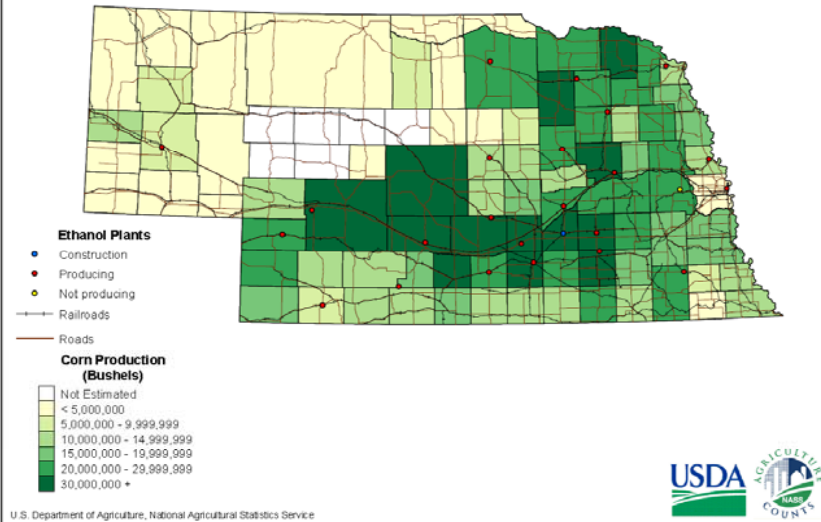 Ethanol Plants
Construction
Producing
Not producing
Railroads
Roads
Corn Production
(Bushels)
Not Estimated
< 5,000,000
5,000,000 - 9,999,999
10,000,000 - 14,999,999
15,000,000 - 19,999,999
20,000,000 - 29,999,999
30,000,000 +
USDA
AGRICULTURE
NASS
COUNTS
U.S. Department of Agriculture, National Agricultural Statistics Service